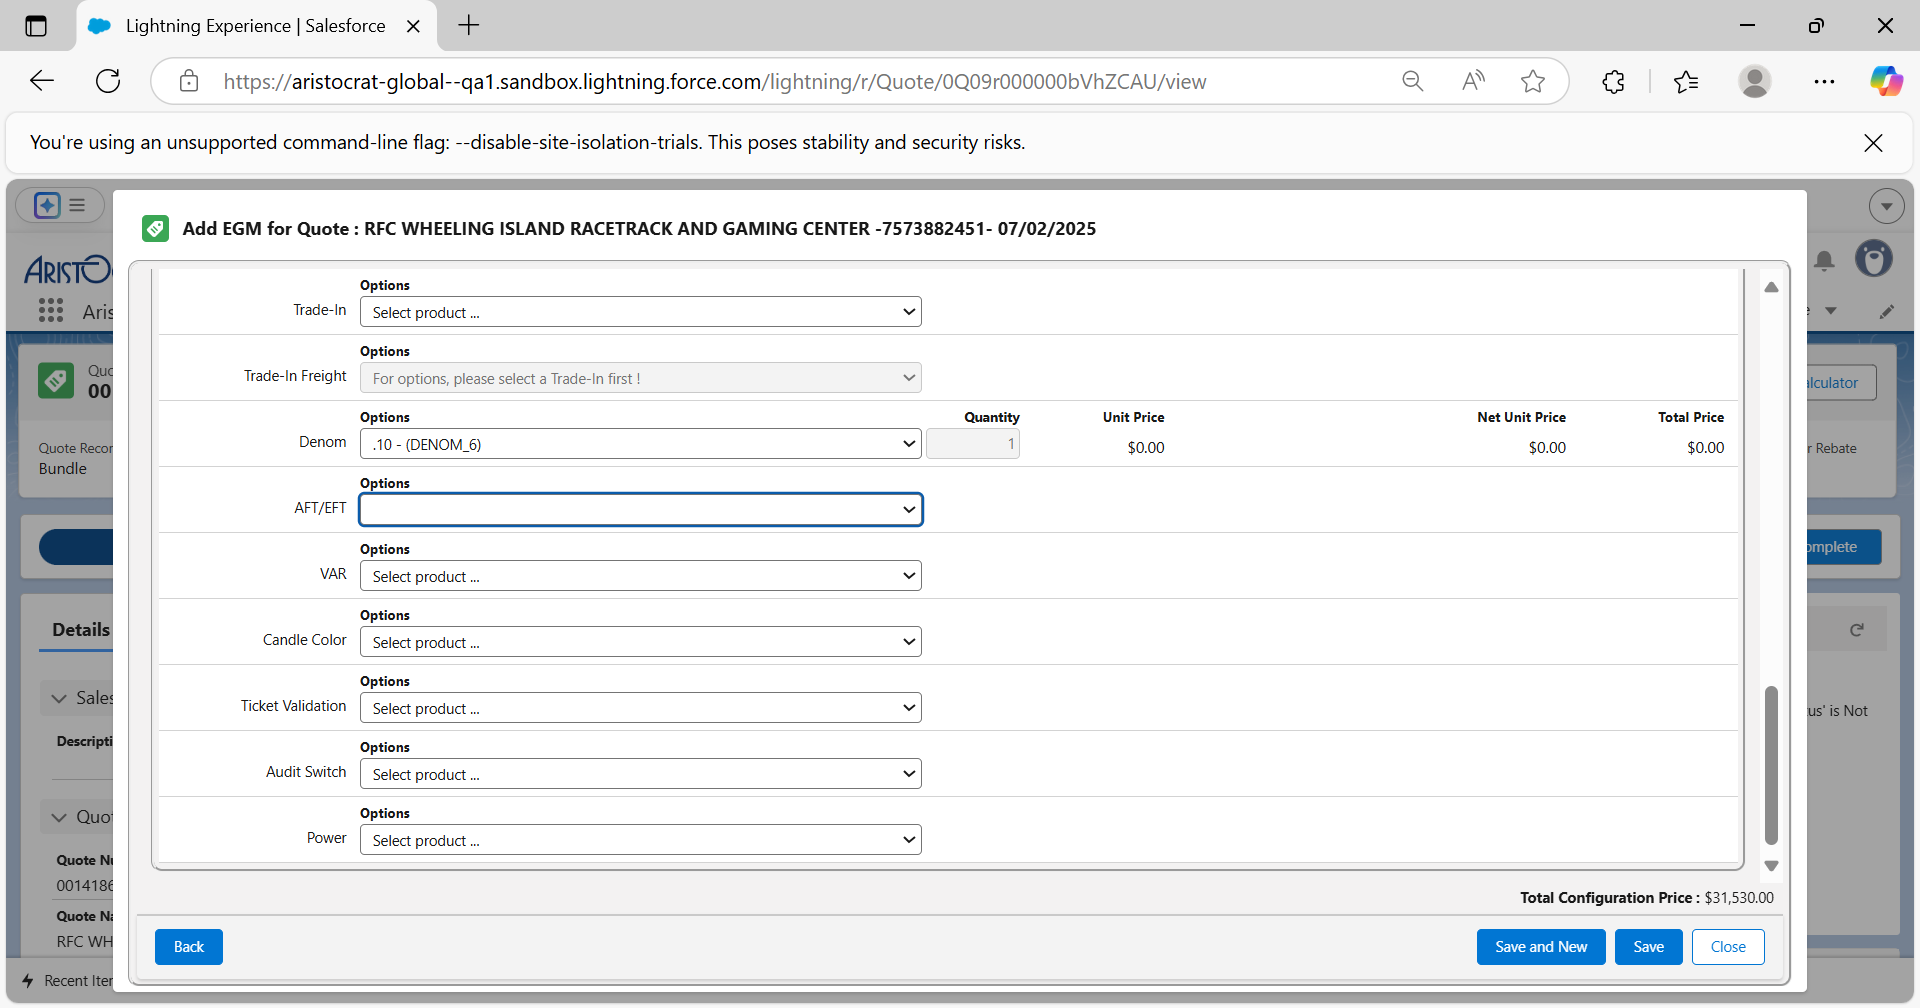 Lightning Experience | Salesforce
https://aristocrat-global--qa1.sandbox.lightning.force.com/lightning/r/Quote/0Q09r000000bVhZCAU/view
You're using an unsupported command-line flag: --disable-site-isolation-trials. This poses stability and security risks.
Add EGM for Quote : RFC WHEELING ISLAND RACETRACK AND GAMING CENTER -7573882451- 07/02/2025
Options
Trade-In
Select product ...
Options
Trade-In Freight
For options, please select a Trade-In first !
Options Quantity Unit Price Net Unit Price Total Price
Denom
.10 - (DENOM_6) 1 $0.00 $0.00 $0.00
Options
AFT/EFT
Options
VAR
Select product ...
Options
Candle Color
Select product ...
Options
Ticket Validation
Select product ...
Options
Audit Switch
Select product ...
Options
Power
Select product ...
Total Configuration Price : $31,530.00
Back Save and New Save Close
ARISTOC
Aris
Quo
00
Quote Recor
Bundle
Details
Sales
Descripti
Quot
Quote Nu
0014186
Quote Na
RFC WH
Recent Iter
alculator
r Rebate
omplete
us' is Not